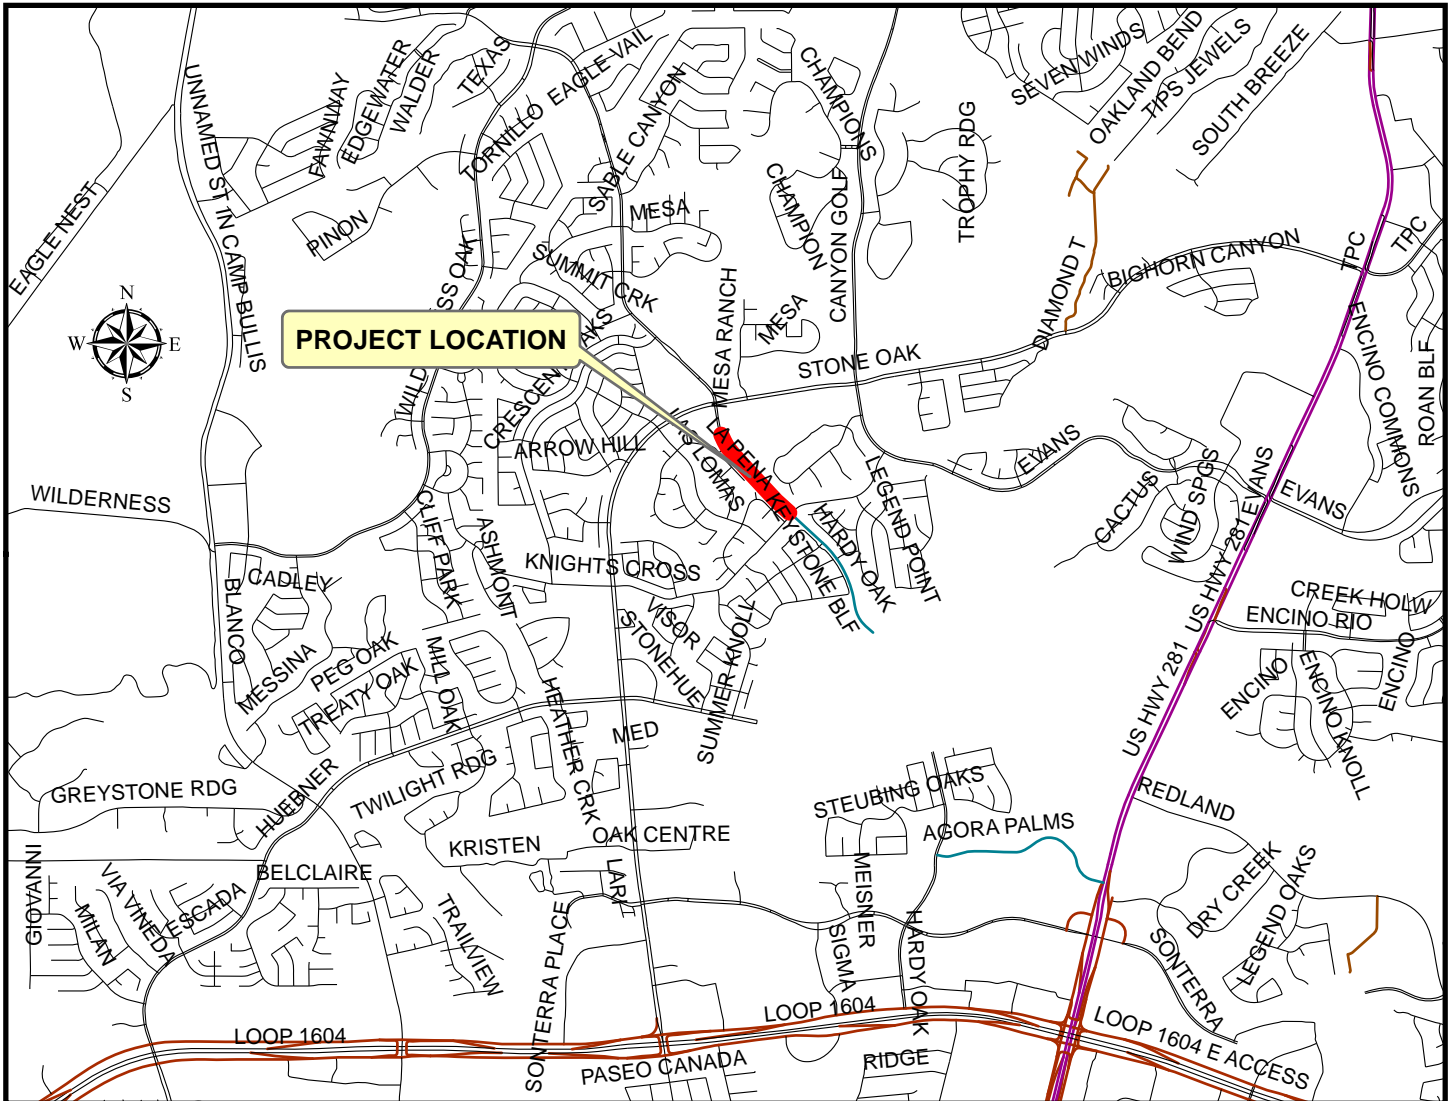 UNNAMED ST IN CAMP BULLIS
EAGLE NEST
FAWNWAY
EDGEWATER
WALDER
TEXAS
TORNILLO
EAGLE VAIL
SABLE CANYON
CHAMPIONS
SEVEN WINDS
OAKLAND BEND
TIPS JEWELS
SOUTH BREEZE
TROPHY RDG
PINON
MESA
CHAMPION
CANYON GOLF
SUMMIT CRK
MESA RANCH
MESA
DIAMOND T
BIGHORN CANYON
TPC
TPC
N
W
E
S
PROJECT LOCATION
STONE OAK
ENCINO COMMONS
ROAN BLF
ARROW HILL
LAS LOMAS
LA PENA
KEYSTONE BLF
LEGEND POINT
HARDY OAK
EVANS
CACTUS
WIND SPGS
EVANS
EVANS
US HWY 281
US HWY 281
WILDERNESS
CLIFF PARK
ASHMONT
KNIGHTS CROSS
CADLEY
BLANCO
VISOR
STONEHUE
SUMMER KNOLL
CREEK HOLW
ENCINO RIO
ENCINO
ENCINO
ENCINO KNOLL
MESSINA
PEG OAK
TREATY OAK
MILL OAK
HEATHER CRK
MED
GREYSTONE RDG
HUEBNER
TWILIGHT RDG
KRISTEN
OAK CENTRE
STEUBING OAKS
AGORA PALMS
REDLAND
GIOVANNI
MILAN
VIA VINEDA
ESCADA
BELCLAIRE
TRAILVIEW
SONTERRA PLACE
LARI
MEISNER
SIGMA
HARDY OAK
DRY CREEK
LEGEND OAKS
SONTERRA
LOOP 1604
LOOP 1604
PASEO CANADA
RIDGE
LOOP 1604 E ACCESS